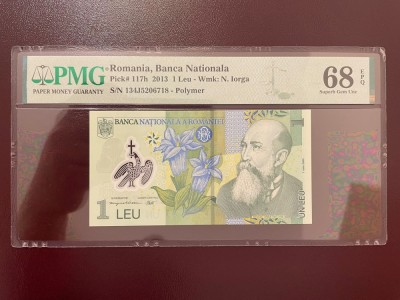 PMG
PAPER MONEY GUARANTY
Romania, Banca Nationala
Pick# 117h 2013 1 Leu - Wmk: N. Iorga
S/N 134J5206718 - Polymer
68 EPQ
Superb Gem Unc
BANCA NAȚIONALĂ A ROMÂNIEI
1
1 LEU
UN LEU